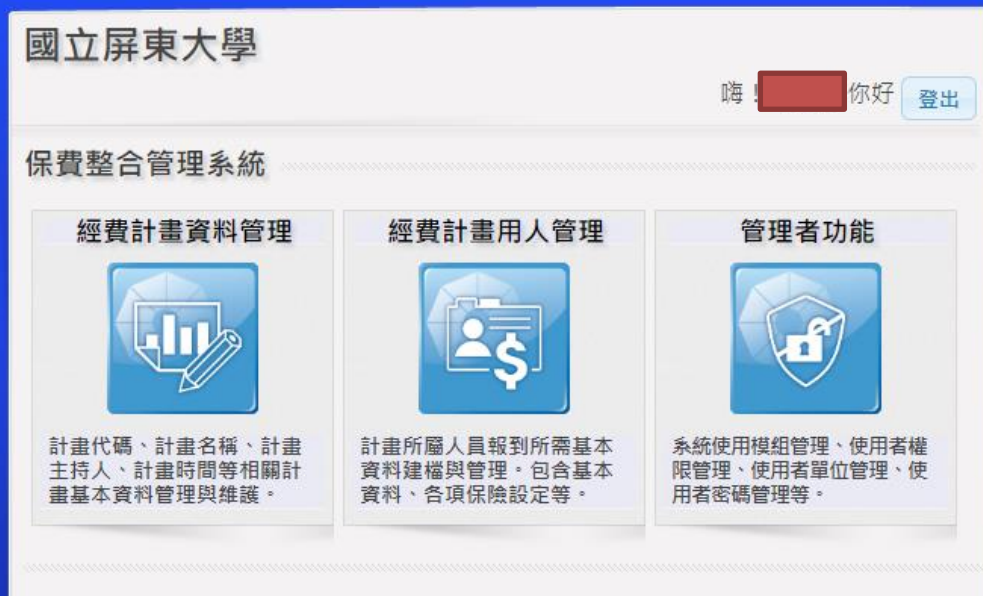 國立屏東大學
嗨！ 你好 登出
保費整合管理系統
經費計畫資料管理
計畫代碼、計畫名稱、計畫
主持人、計畫時間等相關計
畫基本資料管理與維護。
經費計畫用人管理
計畫所屬人員報到所需基本
資料建檔與管理。包含基本
資料、各項保險設定等。
管理者功能
系統使用模組管理、使用者權
限管理、使用者單位管理、使
用者密碼管理等。